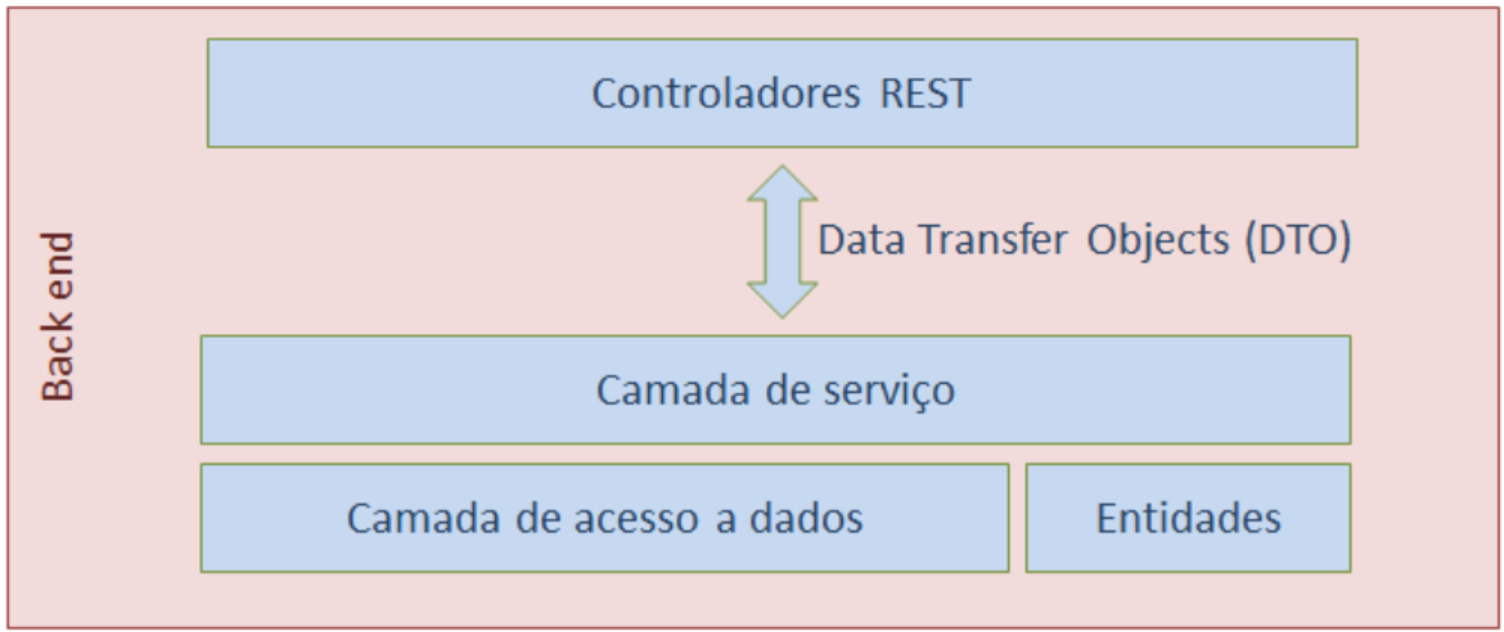 Controladores REST
Data Transfer Objects (DTO)
Back end
Camada de serviço
Camada de acesso a dados
Entidades